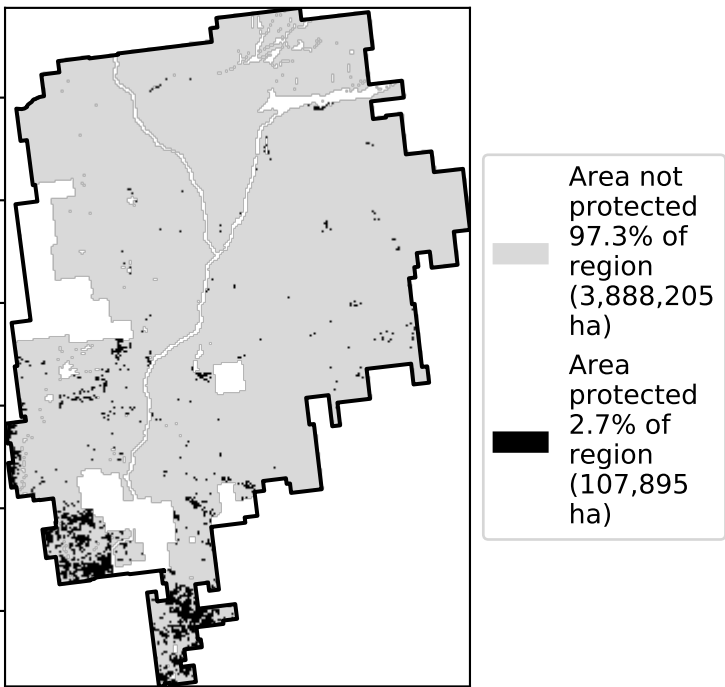 Area not
protected
97.3% of
region
(3,888,205
ha)
Area
protected
2.7% of
region
(107,895
ha)